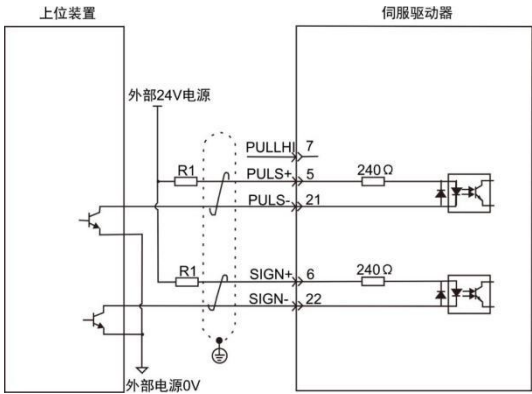 上位装置
伺服驱动器
外部24V电源
PULLHI 7
R1 PULS+ 5 240Ω
PULS- 21
R1 SIGN+ 6 240Ω
SIGN- 22
外部电源0V